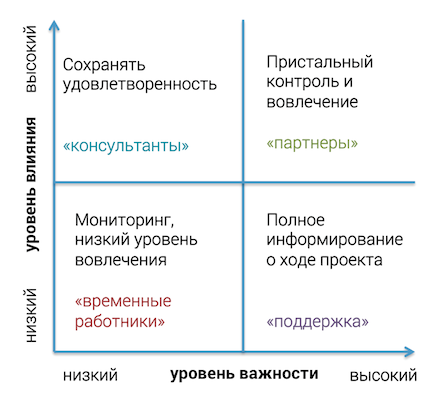 высокий
уровень влияния
низкий
Сохранять
удовлетворенность
«консультанты»
Пристальный
контроль и
вовлечение
«партнеры»
Мониторинг,
низкий уровень
вовлечения
«временные
работники»
Полное
информирование
о ходе проекта
«поддержка»
низкий
уровень важности
высокий